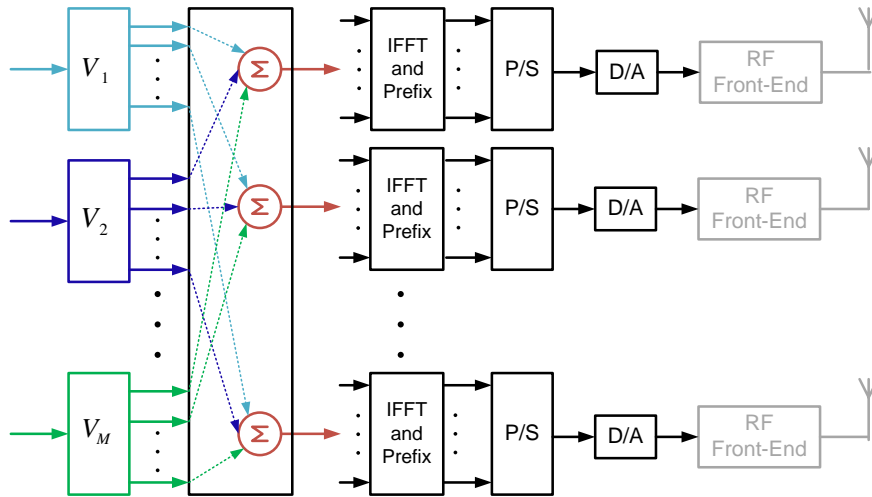 V1
Σ
IFFT
and
Prefix
P/S
D/A
RF
Front-End
V2
Σ
IFFT
and
Prefix
P/S
D/A
RF
Front-End
VM
Σ
IFFT
and
Prefix
P/S
D/A
RF
Front-End